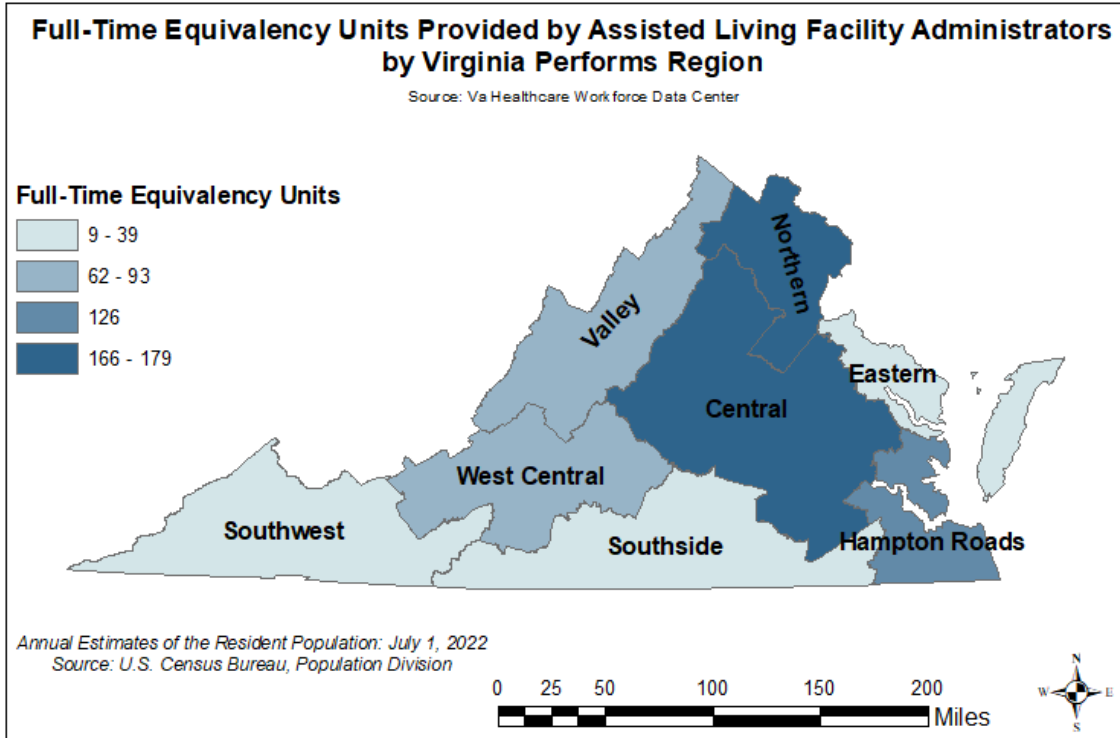 Full-Time Equivalency Units Provided by Assisted Living Facility Administrators
by Virginia Performs Region
Source: Va Healthcare Workforce Data Center
Full-Time Equivalency Units
9 - 39
62 - 93
126
166 - 179
Northern
Valley
Eastern
Central
West Central
Southwest
Southside
Hampton Roads
Annual Estimates of the Resident Population: July 1, 2022
Source: U.S. Census Bureau, Population Division
0 25 50 100 150 200
Miles
N
W E
S